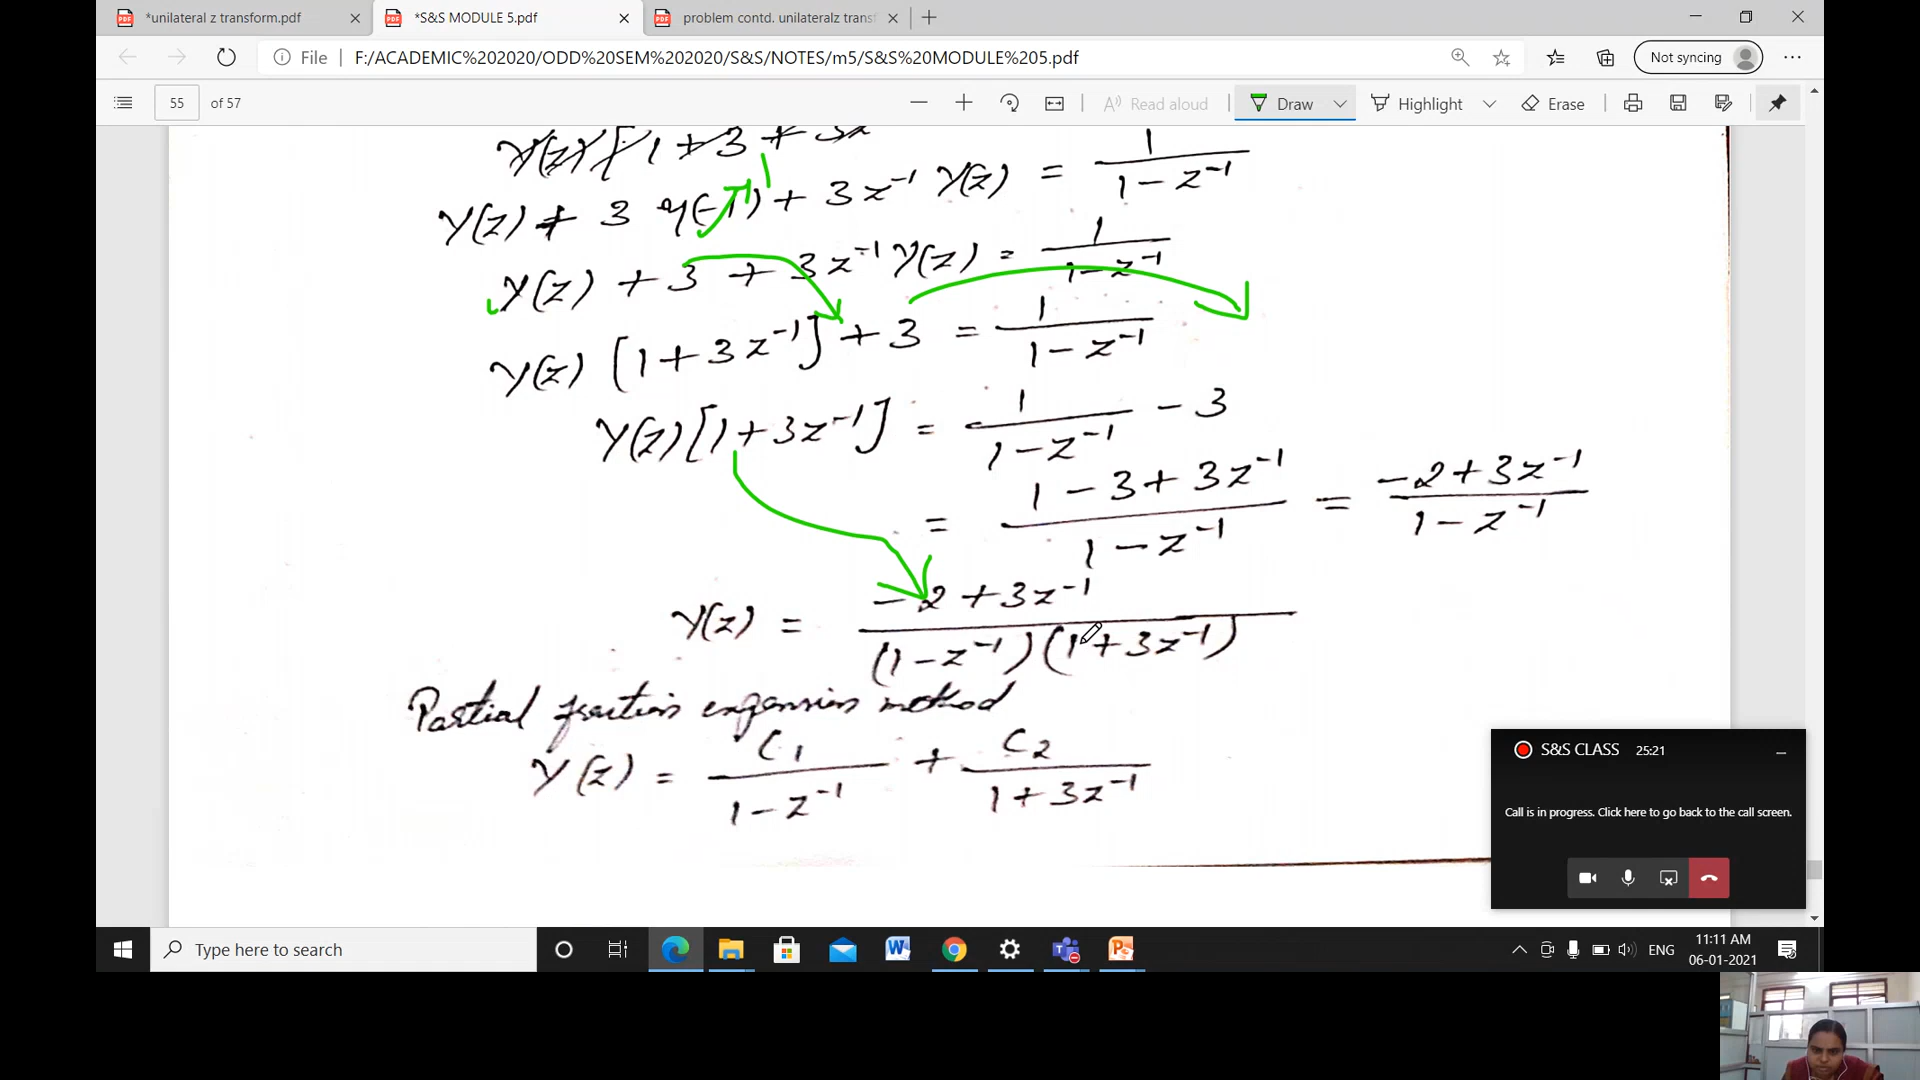 *unilateral z transform.pdf
*S&S MODULE 5.pdf
problem contd. unilateralz transf
File F:/ACADEMIC%202020/ODD%20SEM%202020/S&S/NOTES/m5/S&S%20MODULE%205.pdf
Not syncing
55 of 57
Read aloud
Draw
Highlight
Erase
Y(z) [1 + 3 + 3z
Y(z) + 3 y(-1) + 3z⁻¹ Y(z) = 1 / (1 - z⁻¹)
Y(z) + 3 + 3z⁻¹ Y(z) = 1 / (1 - z⁻¹)
Y(z) [1 + 3z⁻¹] + 3 = 1 / (1 - z⁻¹)
Y(z) [1 + 3z⁻¹] = 1 / (1 - z⁻¹) - 3
= (1 - 3 + 3z⁻¹) / (1 - z⁻¹) = (-2 + 3z⁻¹) / (1 - z⁻¹)
Y(z) = (-2 + 3z⁻¹) / ((1 - z⁻¹) (1 + 3z⁻¹))
Partial fraction expansion method
Y(z) = C₁ / (1 - z⁻¹) + C₂ / (1 + 3z⁻¹)
S&S CLASS 25:21
Call is in progress. Click here to go back to the call screen.
Type here to search
ENG
11:11 AM
06-01-2021